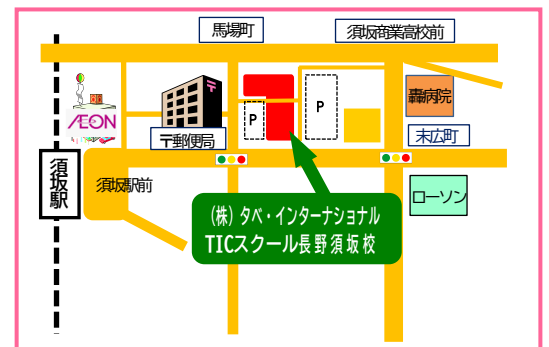 馬場町
須坂商業高校前
ÆON
〒
〒郵便局
P
P
轟病院
末広町
須坂駅
須坂駅前
ローソン
(株) タベ・インターナショナル
TICスクール長野須坂校